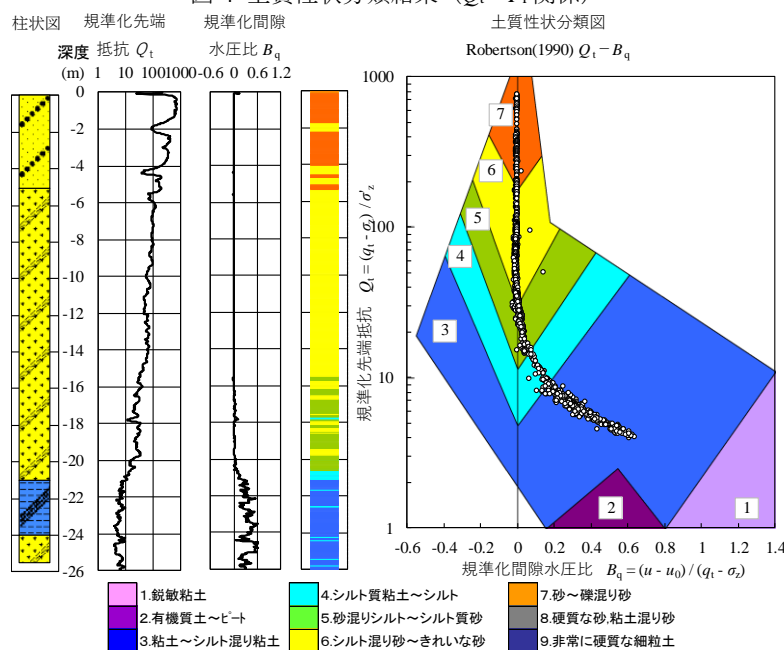 柱状図
規準化先端
規準化間隙
土質性状分類図
深度
抵抗 Qt
水圧比 Bq
Robertson(1990) Qt－Bq
(m)
1 10 100 1000
-0.6 0 0.6 1.2
0
-2
-4
-6
-8
-10
-12
-14
-16
-18
-20
-22
-24
-26
規準化先端抵抗 Qt = (qt - σz) / σ'z
1000
100
10
1
7
6
5
4
3
2
1
-0.6 -0.4 -0.2 0 0.2 0.4 0.6 0.8 1 1.2 1.4
規準化間隙水圧比 Bq = (u - u0) / (qt - σz)
1.鋭敏粘土
4.シルト質粘土～シルト
7.砂～礫混り砂
2.有機質土～ピート
5.砂混りシルト～シルト質砂
8.硬質な砂,粘土混り砂
3.粘土～シルト混り粘土
6.シルト混り砂～きれいな砂
9.非常に硬質な細粒土